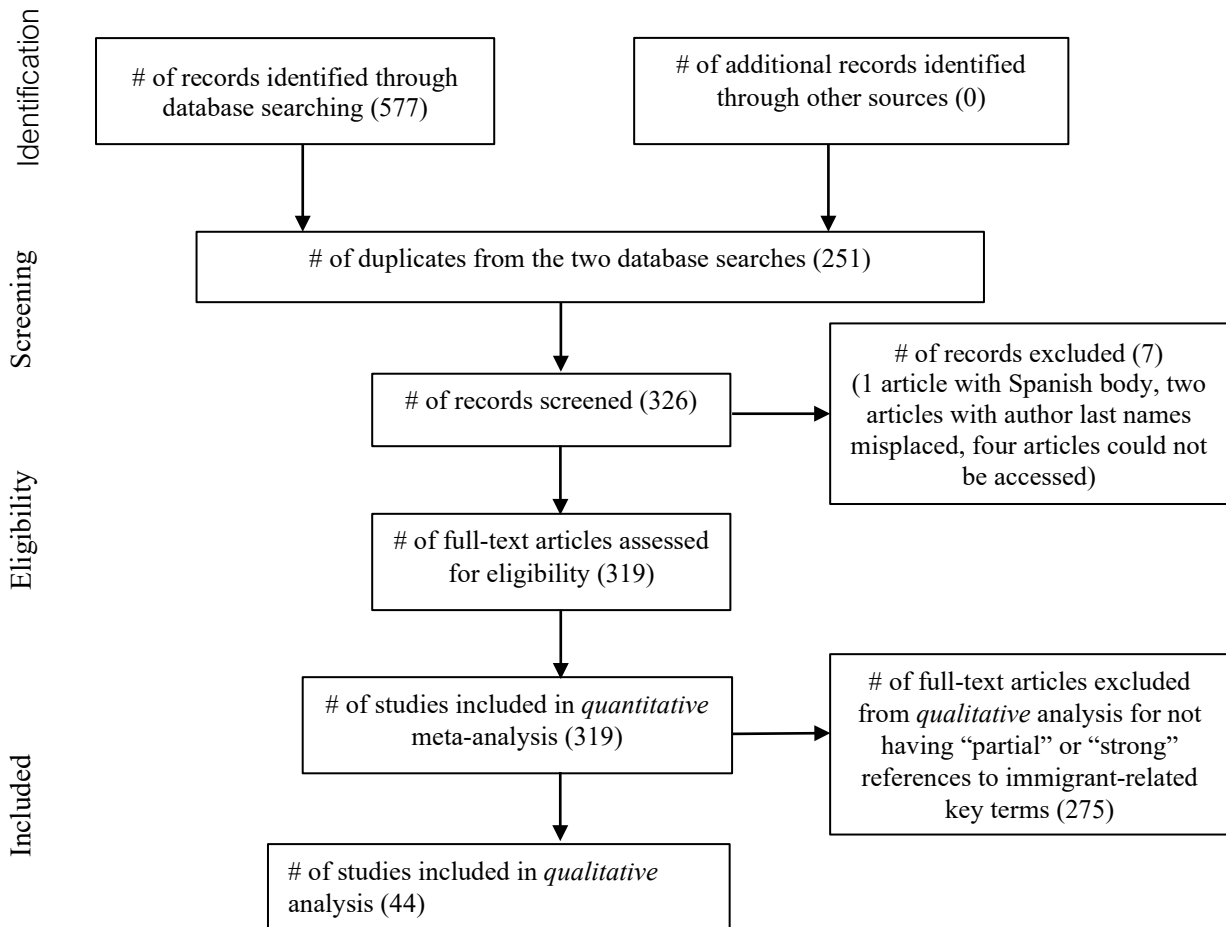 Identification
# of records identified through
database searching (577)
# of additional records identified
through other sources (0)
Screening
# of duplicates from the two database searches (251)
# of records screened (326)
# of records excluded (7)
(1 article with Spanish body, two
articles with author last names
misplaced, four articles could not
be accessed)
Eligibility
# of full-text articles assessed
for eligibility (319)
Included
# of studies included in quantitative
meta-analysis (319)
# of full-text articles excluded
from qualitative analysis for not
having “partial” or “strong”
references to immigrant-related
key terms (275)
# of studies included in qualitative
analysis (44)